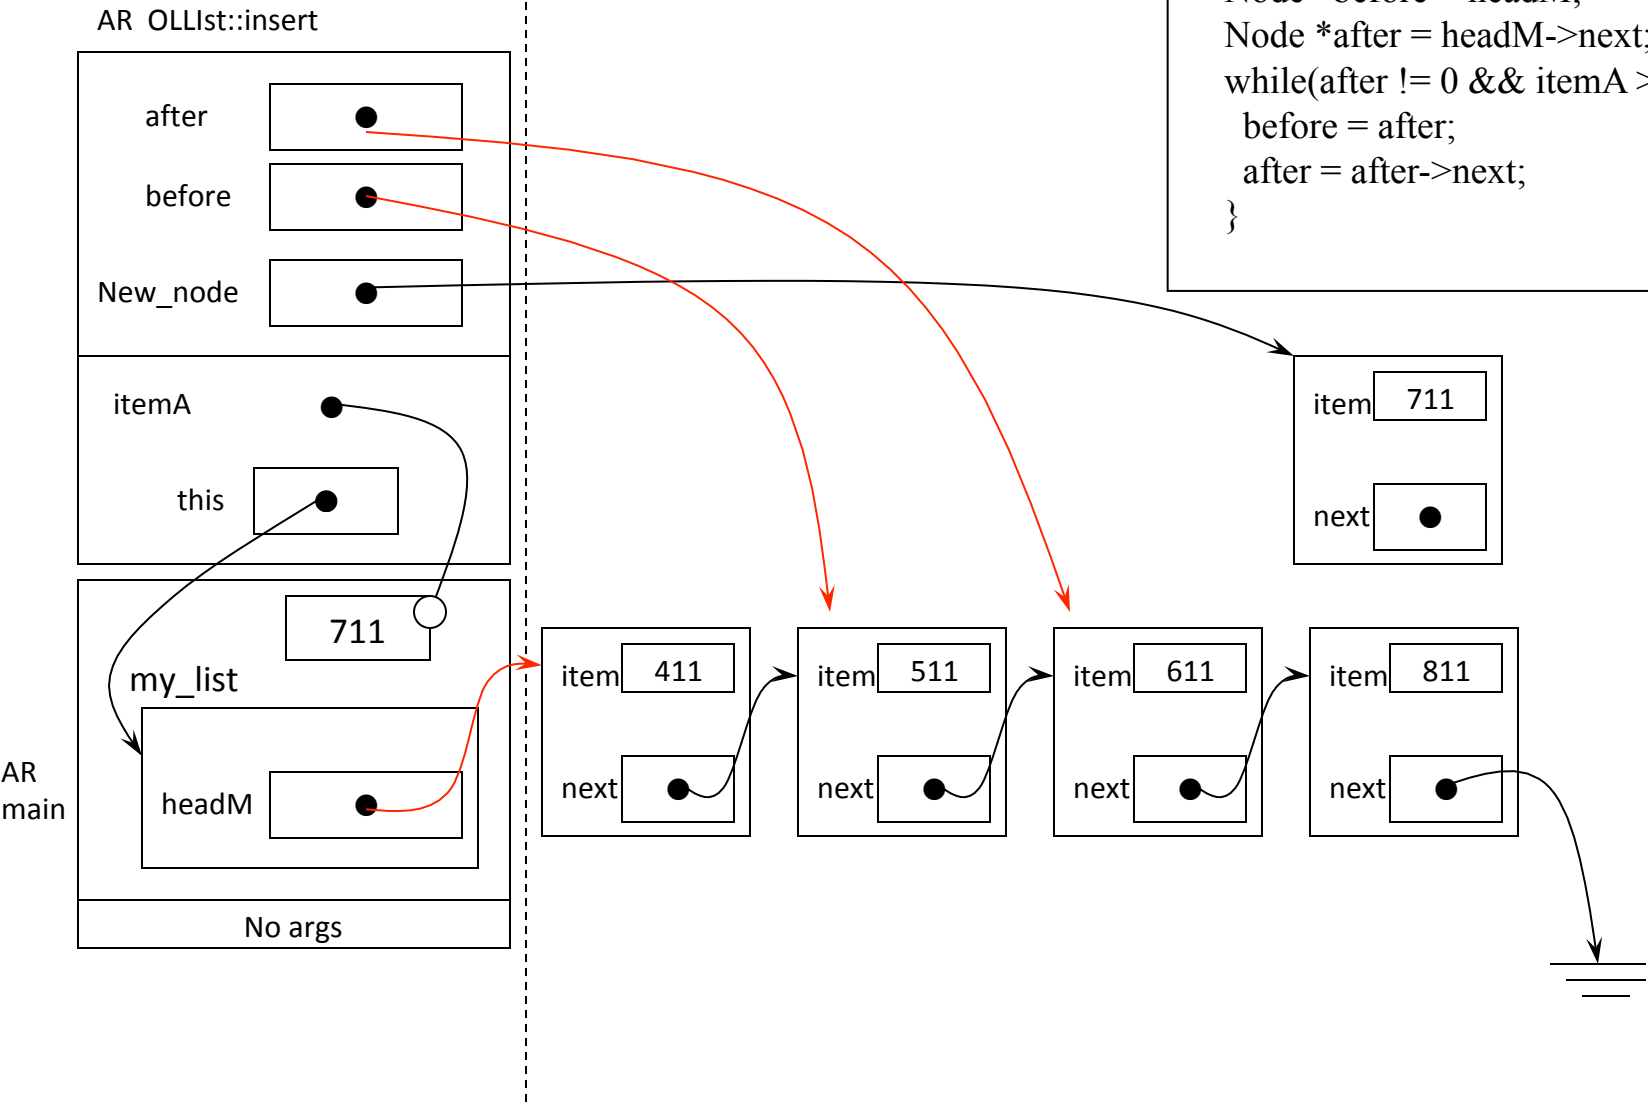 AR OLLIst::insert
after
before
New_node
itemA
this
711
my_list
headM
AR
main
No args
Node *after = headM->next;
while(after != 0 && itemA >
before = after;
after = after->next;
}
item 711
next
item 411
next
item 511
next
item 611
next
item 811
next